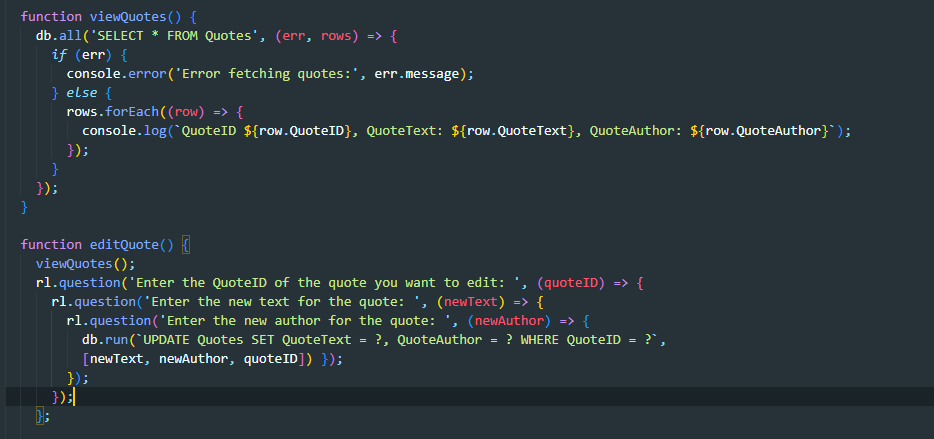 function viewQuotes() {
  db.all('SELECT * FROM Quotes', (err, rows) => {
    if (err) {
      console.error('Error fetching quotes:', err.message);
    } else {
      rows.forEach((row) => {
        console.log(`QuoteID ${row.QuoteID}, QuoteText: ${row.QuoteText}, QuoteAuthor: ${row.QuoteAuthor}`);
      });
    }
  });
}

function editQuote() {
  viewQuotes();
  rl.question('Enter the QuoteID of the quote you want to edit: ', (quoteID) => {
    rl.question('Enter the new text for the quote: ', (newText) => {
      rl.question('Enter the new author for the quote: ', (newAuthor) => {
        db.run(`UPDATE Quotes SET QuoteText = ?, QuoteAuthor = ? WHERE QuoteID = ?`,
        [newText, newAuthor, quoteID]) });
      });
    });
  };